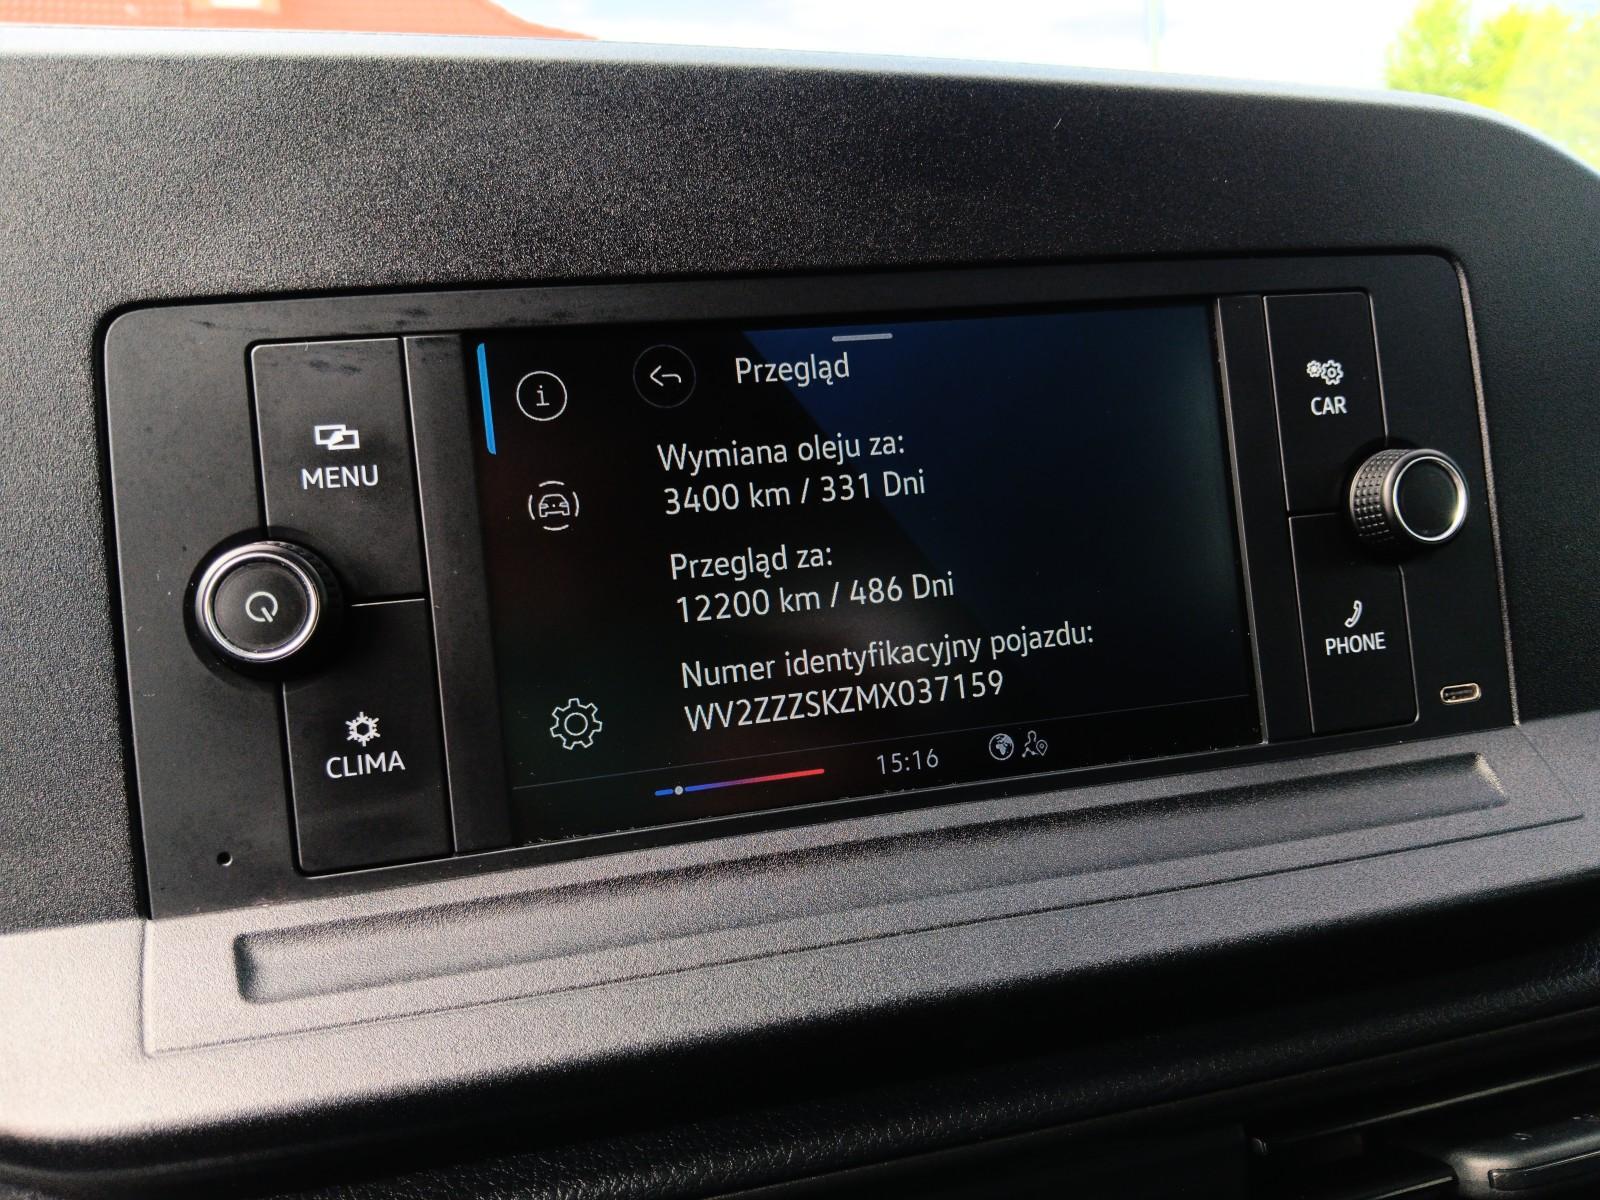 MENU
CLIMA
Przegląd
Wymiana oleju za:
3400 km / 331 Dni
Przegląd za:
12200 km / 486 Dni
Numer identyfikacyjny pojazdu:
WV2ZZZSKZMX037159
15:16
CAR
PHONE